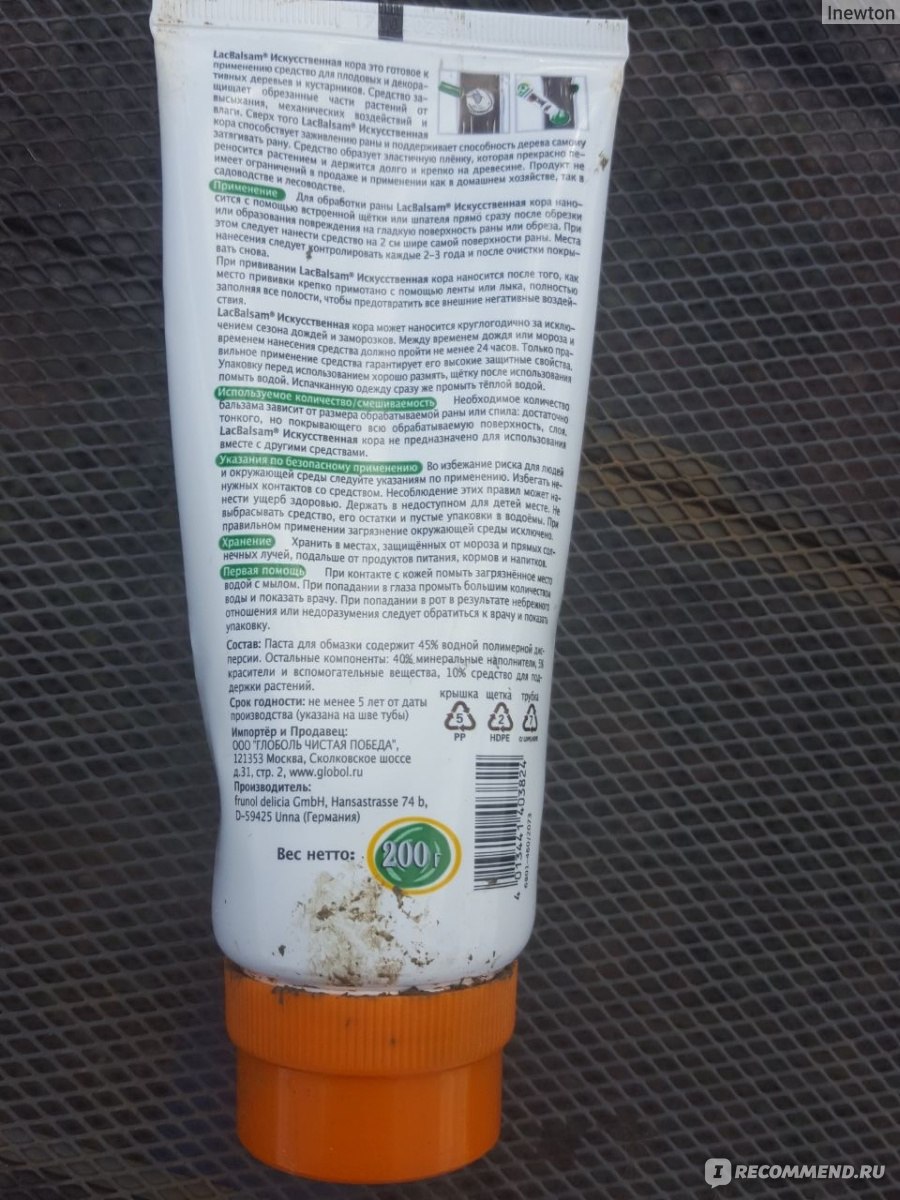 Inewton
LacBalsam® Искусственная кора это готовое к
применению средство для плодовых и декора-
тивных деревьев и кустарников. Средство за-
щищает обрезанные части растений от
высыхания, механических воздействий и
влаги. Сверх того LacBalsam® Искусственная
кора способствует заживлению раны и поддерживает способность дерева самому
затягивать рану. Средство образует эластичную плёнку, которая прекрасно пе-
реносится растением и держится долго и крепко на древесине. Продукт не
имеет ограничений в продаже и применении как в домашнем хозяйстве, так в
садоводстве и лесоводстве.
Применение Для обработки раны LacBalsam® Искусственная кора нано-
сится с помощью встроенной щётки или шпателя прямо сразу после обрезки
или образования повреждения на гладкую поверхность раны или обреза. При
этом следует нанести средство на 2 см шире самой поверхности раны. Места
нанесения следует контролировать каждые 2–3 года и после очистки покры-
вать снова.
При прививании LacBalsam® Искусственная кора наносится после того, как
место прививки крепко примотано с помощью ленты или лыка, полностью
заполняя все полости, чтобы предотвратить все внешние негативные воздей-
ствия.
LacBalsam® Искусственная кора может наносится круглогодично за исклю-
чением сезона дождей и заморозков. Между временем дождя или мороза и
временем нанесения средства должно пройти не менее 24 часов. Только пра-
вильное применение средства гарантирует его высокие защитные свойства.
Упаковку перед использованием хорошо размять, щётку после использования
помыть водой. Испачканную одежду сразу же промыть тёплой водой.
Используемое количество/смешиваемость Необходимое количество
бальзама зависит от размера обрабатываемой раны или спила: достаточно
тонкого, но покрывающего всю обрабатываемую поверхность, слоя.
LacBalsam® Искусственная кора не предназначено для использования
вместе с другими средствами.
Указания по безопасному применению Во избежание риска для людей
и окружающей среды следуйте указаниям по применению. Избегать не-
нужных контактов со средством. Несоблюдение этих правил может на-
нести ущерб здоровью. Держать в недоступном для детей месте. Не
выбрасывать средство, его остатки и пустые упаковки в водоёмы. При
правильном применении загрязнение окружающей среды исключено.
Хранение Хранить в местах, защищённых от мороза и прямых сол-
нечных лучей, подальше от продуктов питания, кормов и напитков.
Первая помощь При контакте с кожей помыть загрязнённое место
водой с мылом. При попадании в глаза промыть большим количеством
воды и показать врачу. При попадании в рот в результате небрежного
отношения или недоразумения следует обратиться к врачу и показать
упаковку.
Состав: Паста для обмазки содержит 45% водной полимерной дис-
персии. Остальные компоненты: 40% минеральные наполнители, 5%
красители и вспомогательные вещества, 10% средство для под-
держки растений.
Срок годности: не менее 5 лет от даты
производства (указана на шве тубы)
крышка щетка трубка
5 2
PP HDPE
Импортёр и Продавец:
ООО "ГЛОБОЛЬ ЧИСТАЯ ПОБЕДА",
121353 Москва, Сколковское шоссе
д.31, стр. 2, www.globol.ru
Производитель:
frunol delicia GmbH, Hansastrasse 74 b,
D-59425 Unna (Германия)
Вес нетто: 200 г
4 013441 403824
6401-460/2073
IRECOMMEND.RU